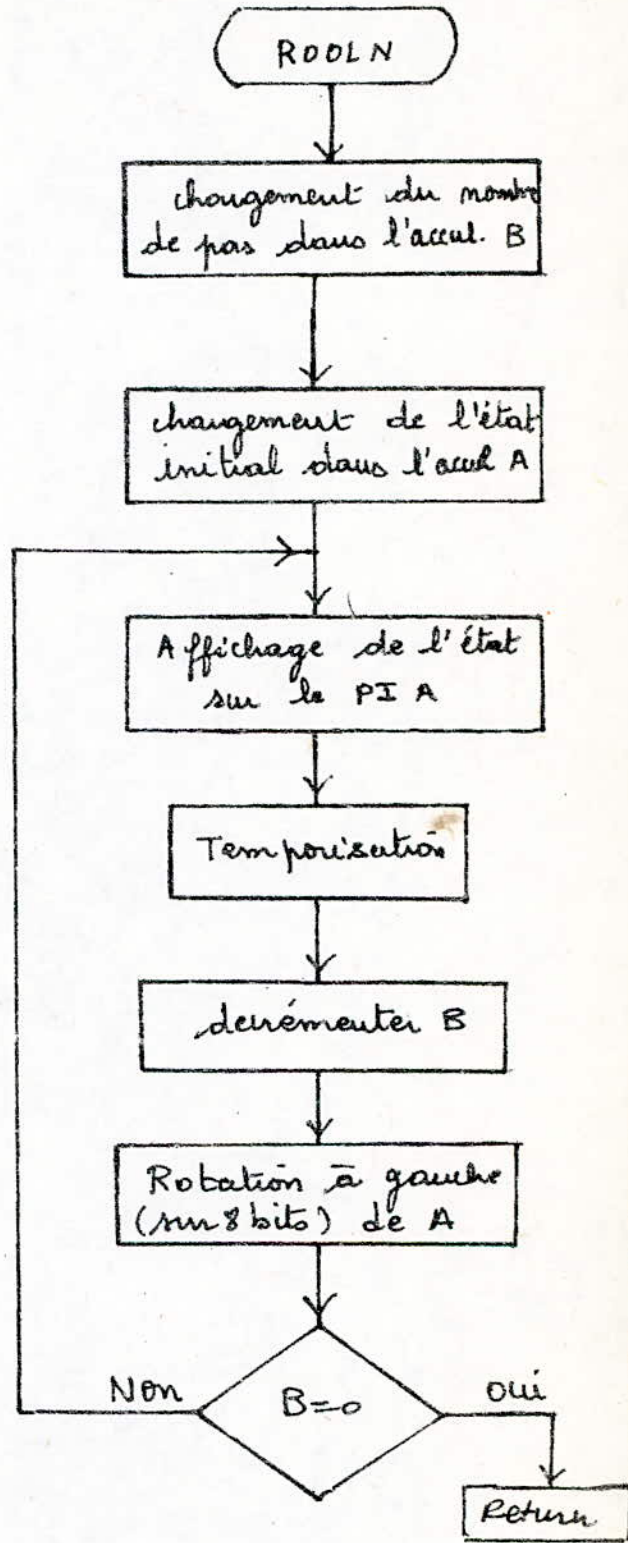 ROOLN
chargement du nombre
de pas dans l'accul. B
chargement de l'état
initial dans l'accul A
Affichage de l'état
sur le PIA
Temporisation
decrémenter B
Rotation à gauche
(sur 8 bits) de A
Non
B=0
oui
Return